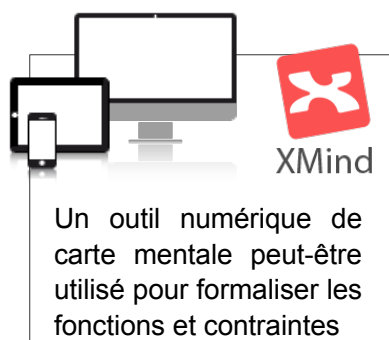 XMind
Un outil numérique de
carte mentale peut-être
utilisé pour formaliser les
fonctions et contraintes